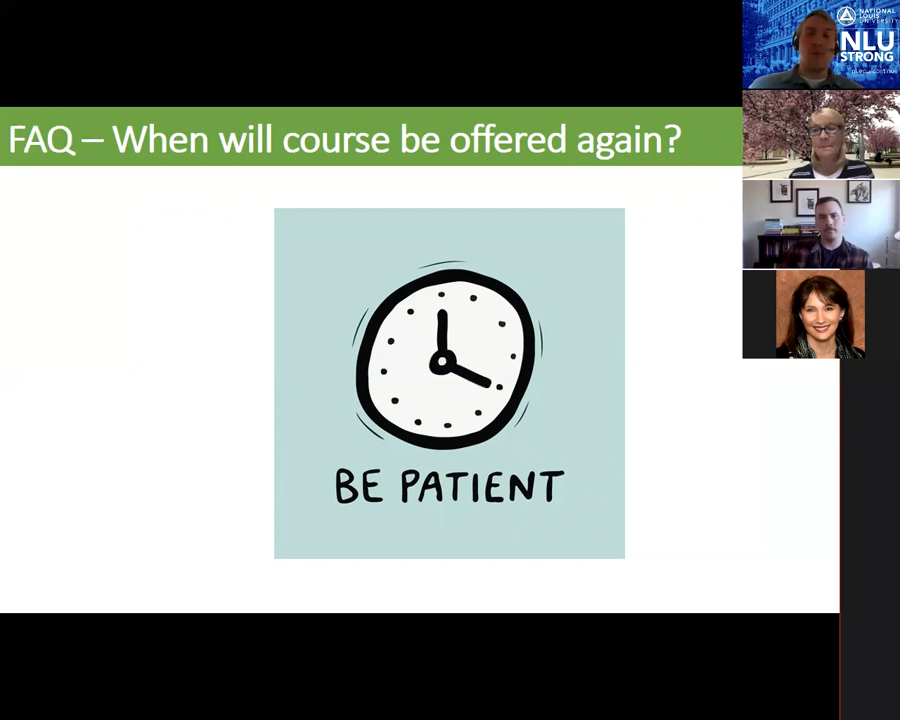 FAQ – When will course be offered again?
BE PATIENT
NATIONAL
LOUIS
UNIVERSITY
NLU
STRONG